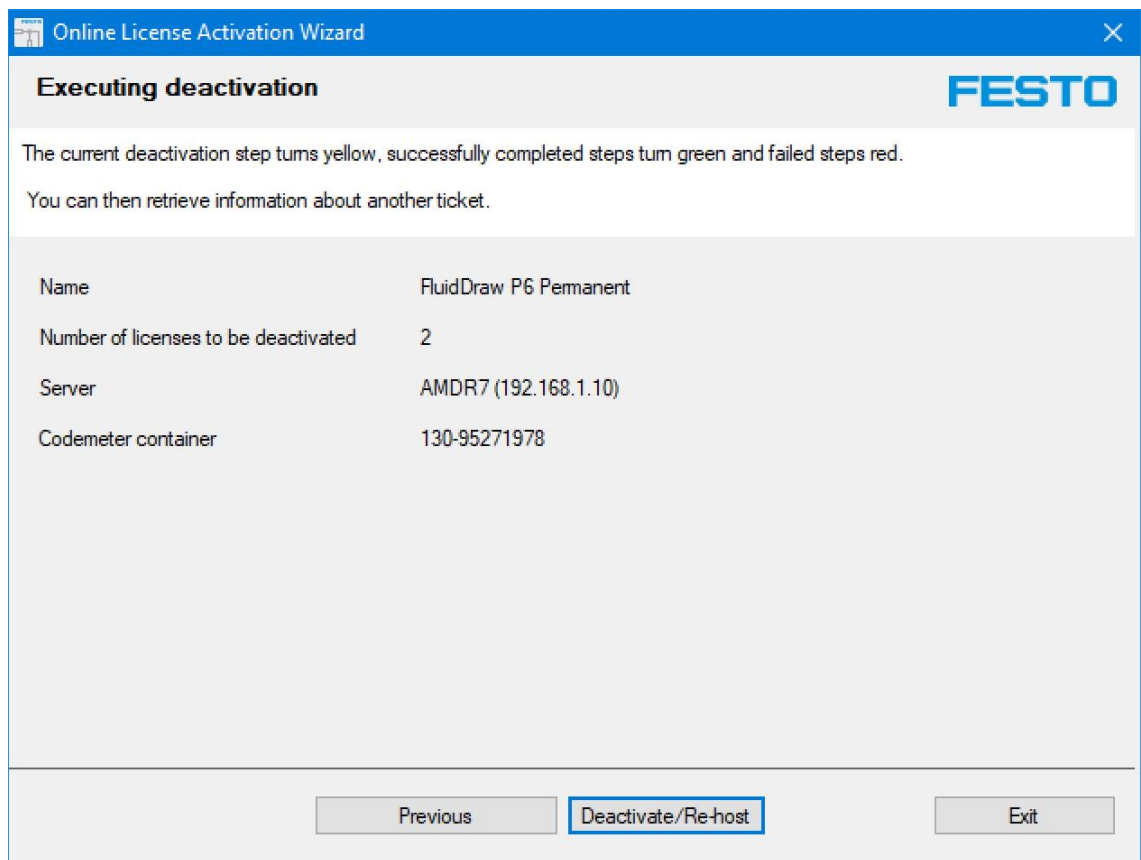 Online License Activation Wizard
Executing deactivation
FESTO
The current deactivation step turns yellow, successfully completed steps turn green and failed steps red.
You can then retrieve information about another ticket.
Name FluidDraw P6 Permanent
Number of licenses to be deactivated 2
Server AMDR7 (192.168.1.10)
Codemeter container 130-95271978
Previous Deactivate/Re-host Exit